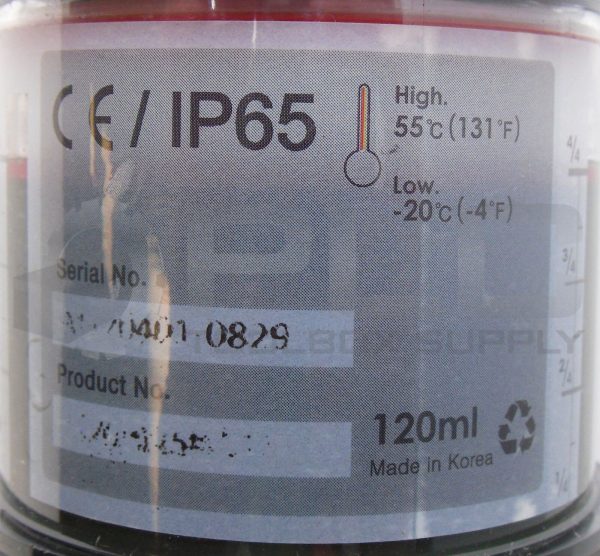 CE / IP65
High.
55℃(131℉)
Low.
-20℃(-4℉)
Serial No.
0401-0829
Product No.
120ml
Made in Korea
4/4
3/4
2/4
1/4
SUPPLY